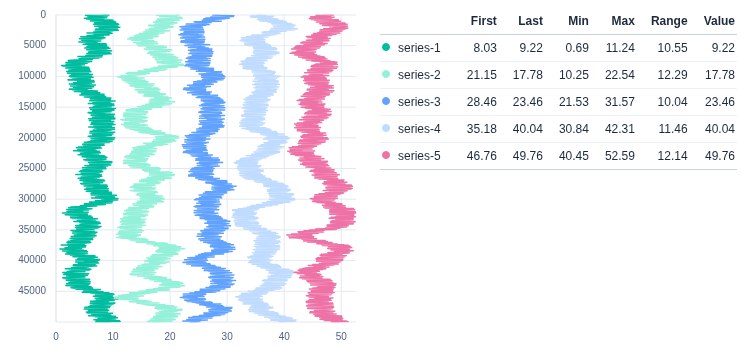 0
5000
10000
15000
20000
25000
30000
35000
40000
45000
0 10 20 30 40 50
First Last Min Max Range Value
series-1 8.03 9.22 0.69 11.24 10.55 9.22
series-2 21.15 17.78 10.25 22.54 12.29 17.78
series-3 28.46 23.46 21.53 31.57 10.04 23.46
series-4 35.18 40.04 30.84 42.31 11.46 40.04
series-5 46.76 49.76 40.45 52.59 12.14 49.76